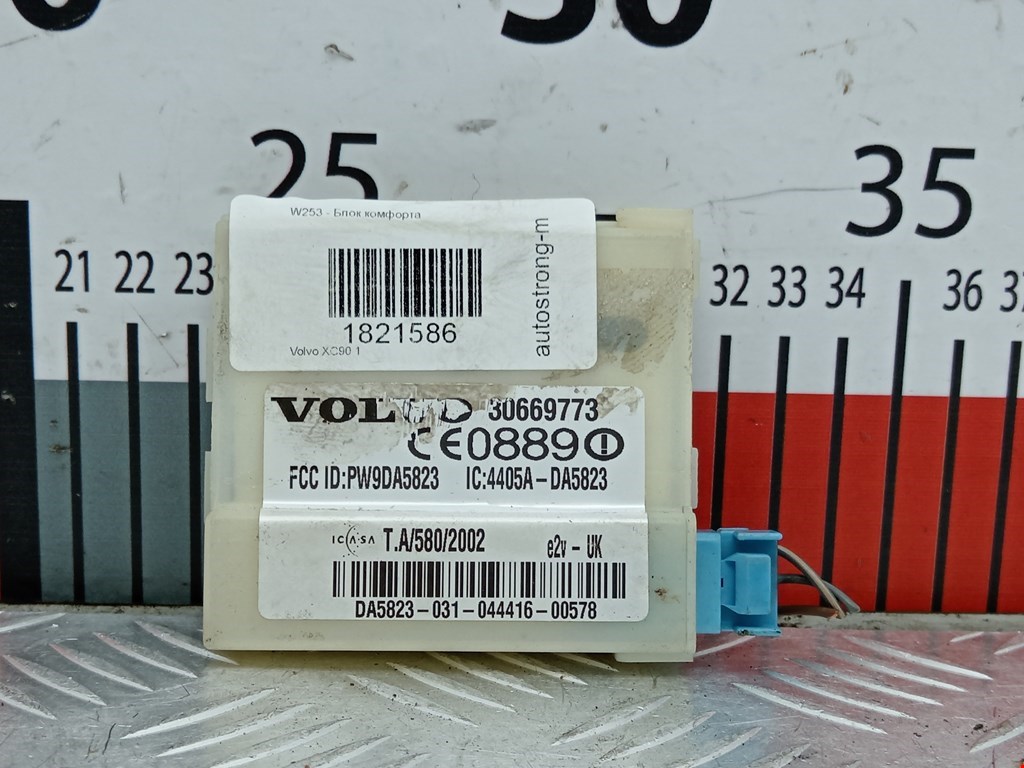 25
35
21 22 23
32 33 34 36
W253 - Блок комфорта
1821586
Volvo XC90 1
autostrong-m
VOLVO 30669773
CE0889
FCC ID:PW9DA5823 IC:4405A-DA5823
ICASA T.A/580/2002 e2v - UK
DA5823-031-044416-00578